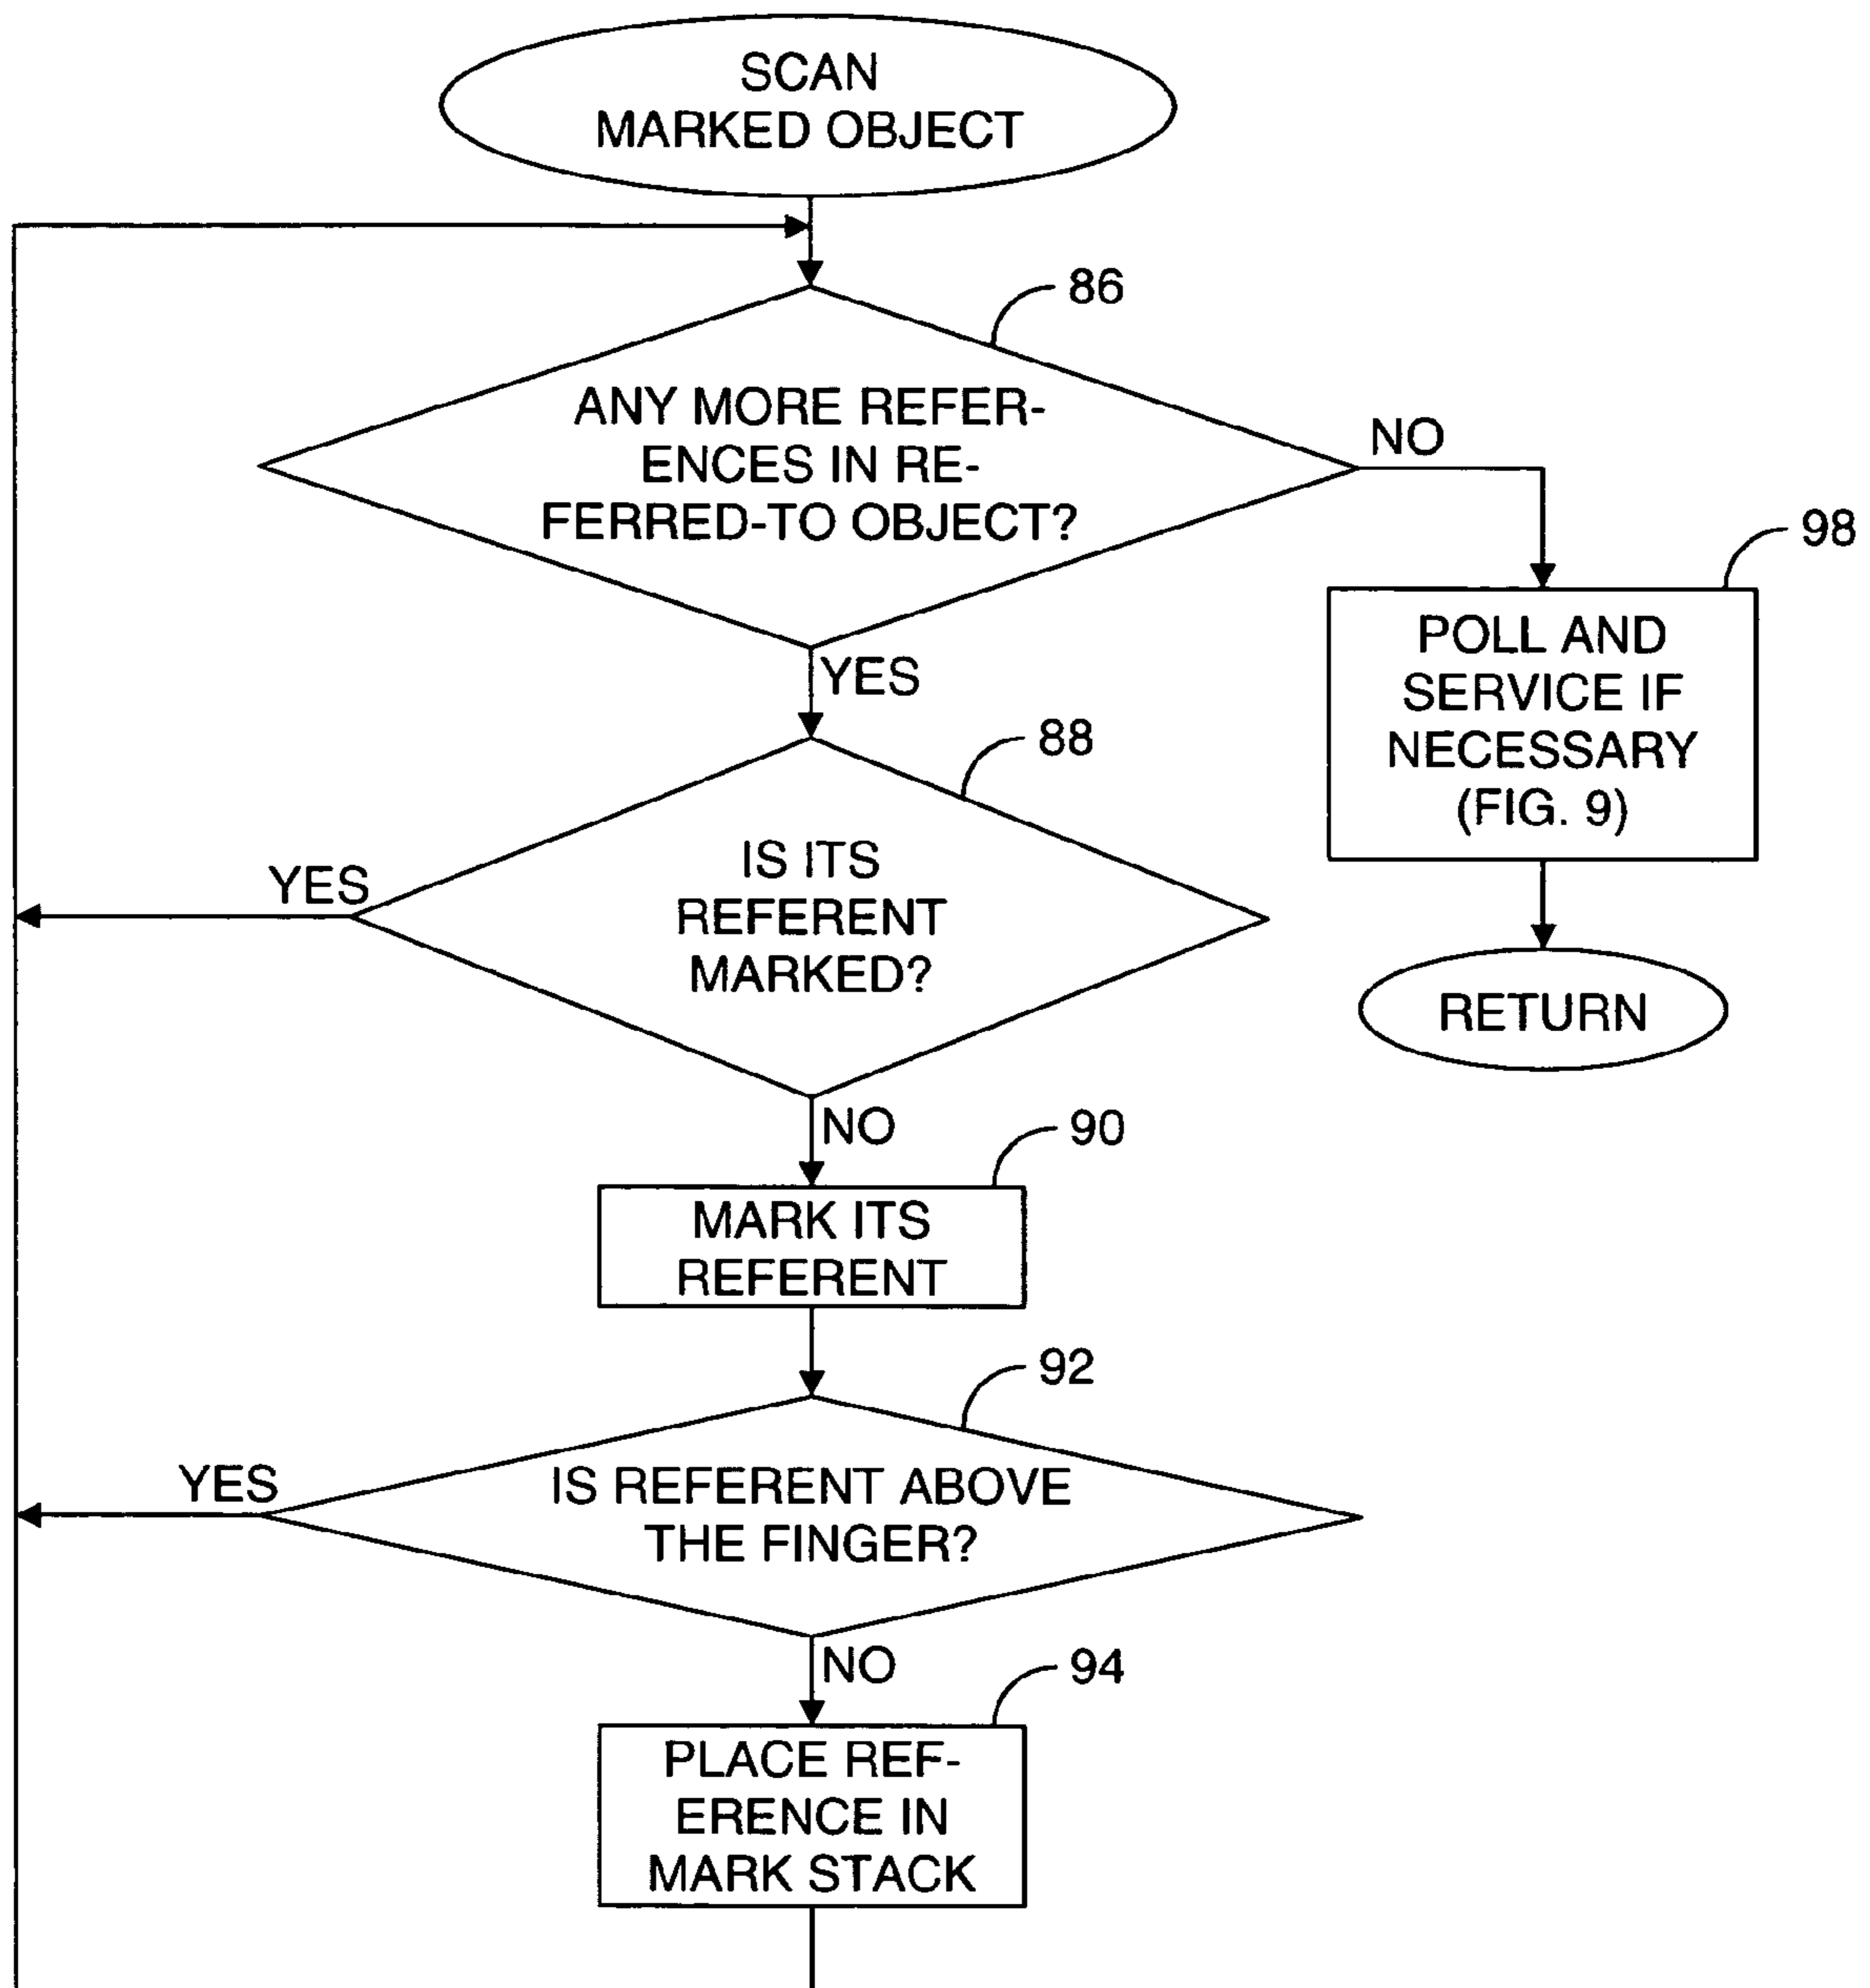 SCAN
MARKED OBJECT
86
ANY MORE REFER-
ENCES IN RE-
FERRED-TO OBJECT?
NO
98
POLL AND
SERVICE IF
NECESSARY
(FIG. 9)
RETURN
YES
88
IS ITS
REFERENT
MARKED?
YES
NO
90
MARK ITS
REFERENT
92
IS REFERENT ABOVE
THE FINGER?
YES
NO
94
PLACE REF-
ERENCE IN
MARK STACK